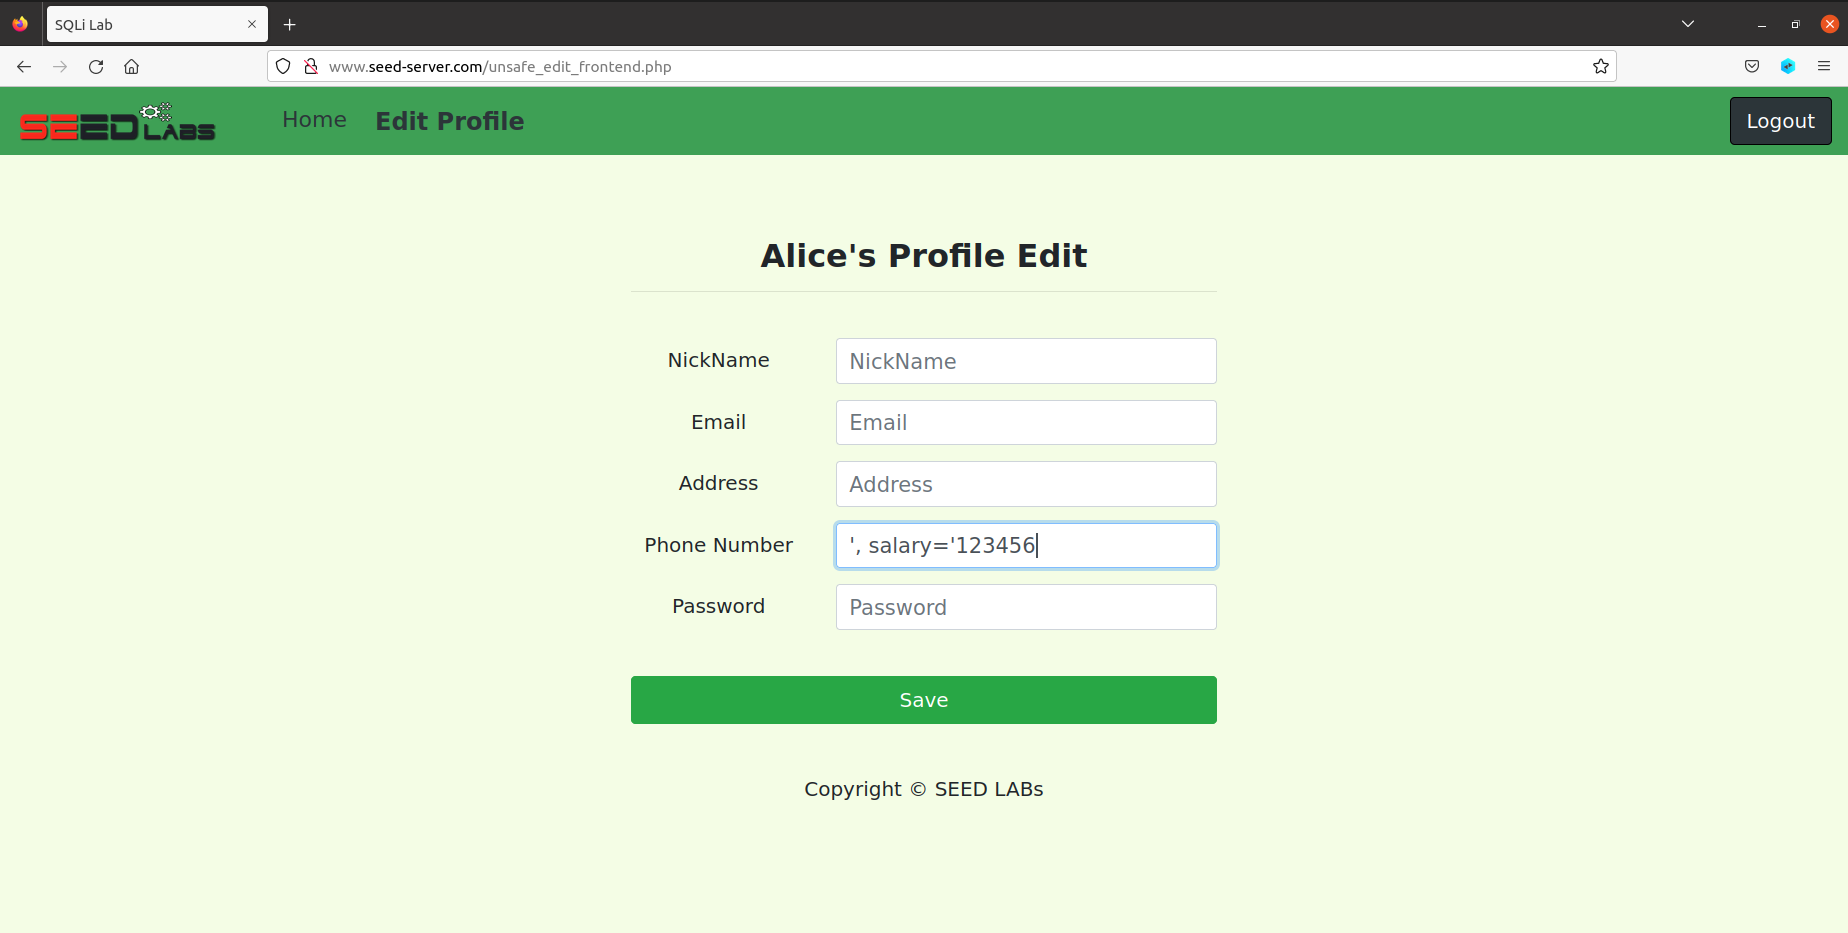 SQLi Lab
www.seed-server.com/unsafe_edit_frontend.php
SEED LABS Home Edit Profile Logout
Alice's Profile Edit
NickName NickName
Email Email
Address Address
Phone Number ', salary='123456
Password Password
Save
Copyright © SEED LABs